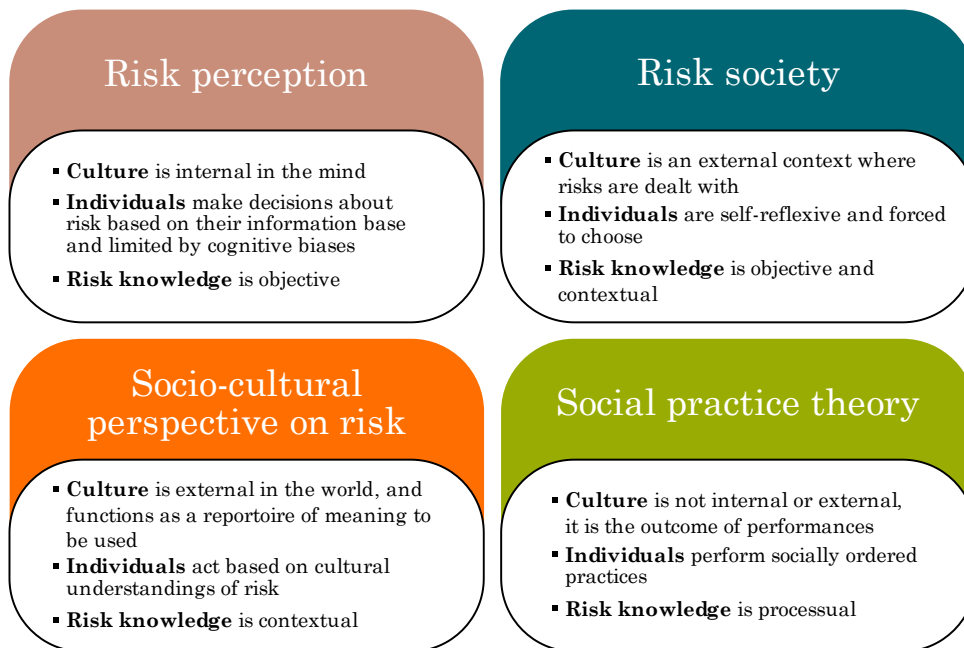 Risk perception
▪ Culture is internal in the mind
▪ Individuals make decisions about
risk based on their information base
and limited by cognitive biases
▪ Risk knowledge is objective
Risk society
▪ Culture is an external context where
risks are dealt with
▪ Individuals are self-reflexive and forced
to choose
▪ Risk knowledge is objective and
contextual
Socio-cultural
perspective on risk
▪ Culture is external in the world, and
functions as a reportoire of meaning to
be used
▪ Individuals act based on cultural
understandings of risk
▪ Risk knowledge is contextual
Social practice theory
▪ Culture is not internal or external,
it is the outcome of performances
▪ Individuals perform socially ordered
practices
▪ Risk knowledge is processual